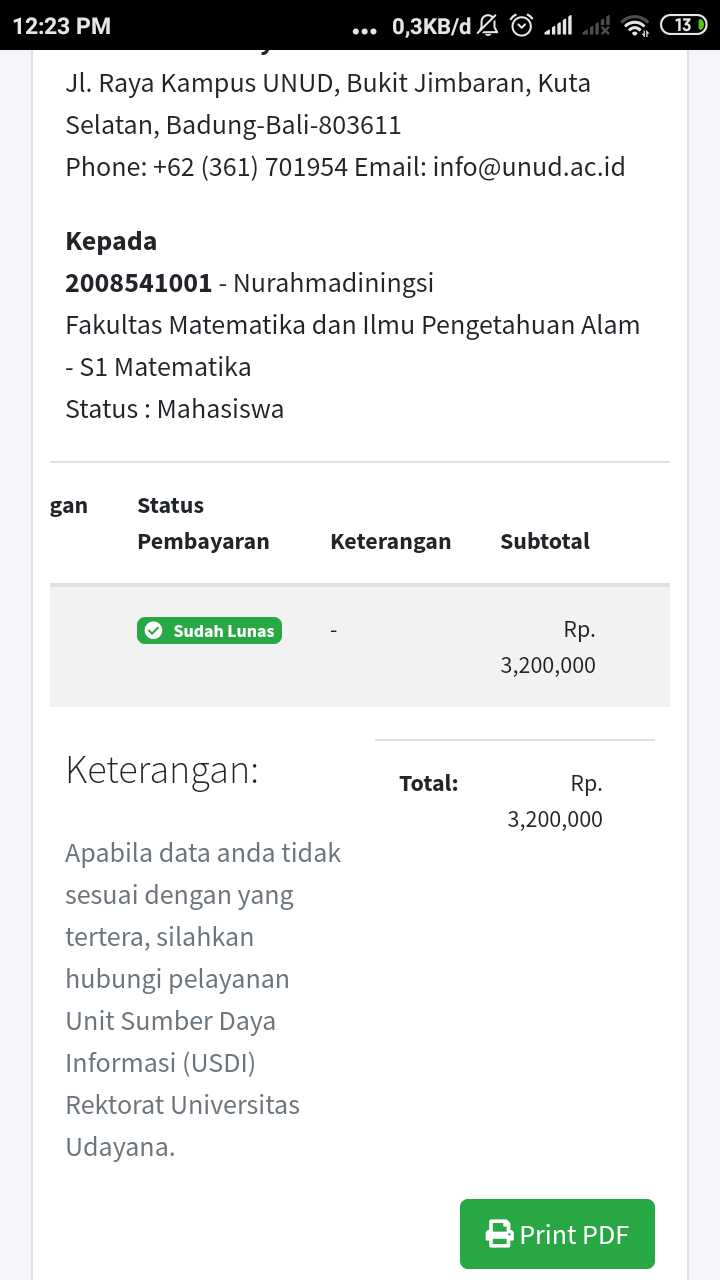 12:23 PM ... 0,3KB/d 13
Jl. Raya Kampus UNUD, Bukit Jimbaran, Kuta
Selatan, Badung-Bali-803611
Phone: +62 (361) 701954 Email: info@unud.ac.id
Kepada
2008541001 - Nurahmadiningsi
Fakultas Matematika dan Ilmu Pengetahuan Alam
- S1 Matematika
Status : Mahasiswa
gan Status
Pembayaran Keterangan Subtotal
Sudah Lunas - Rp.
3,200,000
Keterangan:
Total: Rp.
3,200,000
Apabila data anda tidak
sesuai dengan yang
tertera, silahkan
hubungi pelayanan
Unit Sumber Daya
Informasi (USDI)
Rektorat Universitas
Udayana.
Print PDF